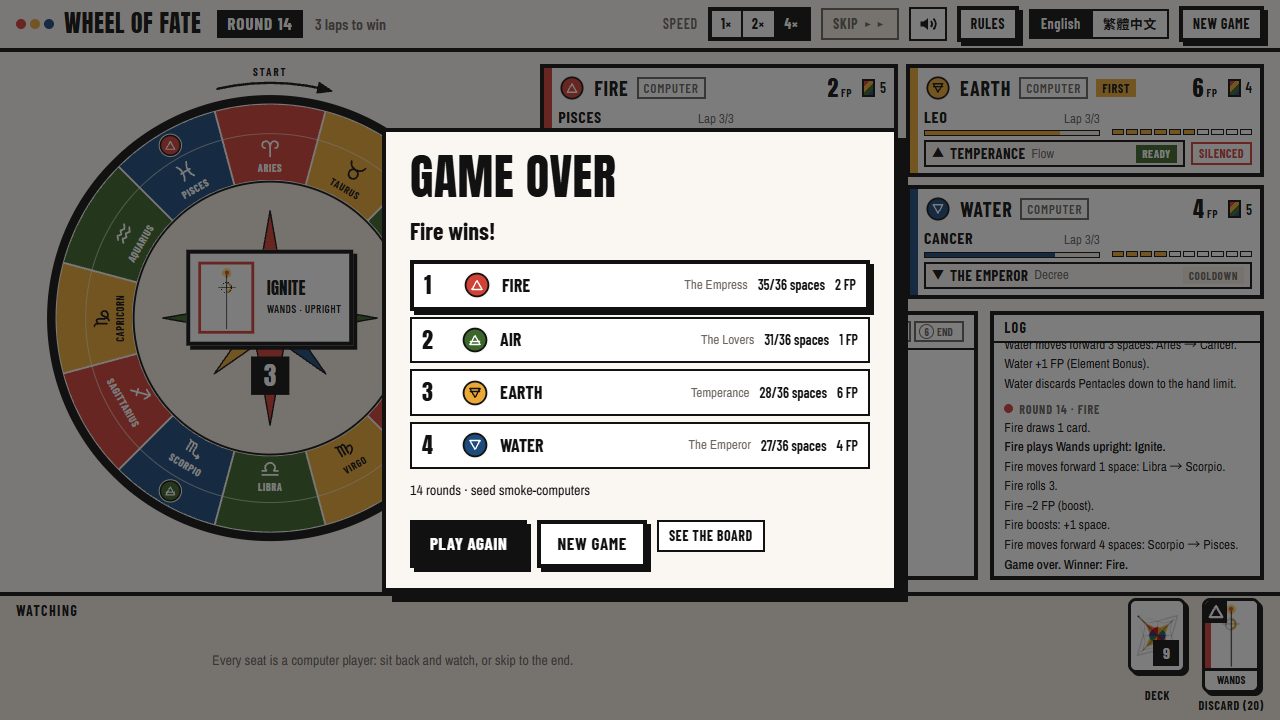 WHEEL OF FATE
ROUND 14
3 laps to win
SPEED
1×
2×
4×
SKIP ▸ ▸
RULES
English
繁體中文
NEW GAME
START
ARIES
TAURUS
PISCES
AQUARIUS
CAPRICORN
SAGITTARIUS
SCORPIO
LIBRA
VIRGO
IGNITE
WANDS · UPRIGHT
3
FIRE
COMPUTER
2 FP
5
PISCES
Lap 3/3
EARTH
COMPUTER
FIRST
6 FP
4
LEO
Lap 3/3
TEMPERANCE Flow
READY
SILENCED
WATER
COMPUTER
4 FP
5
CANCER
Lap 3/3
THE EMPEROR Decree
COOLDOWN
GAME OVER
Fire wins!
1 FIRE The Empress 35/36 spaces 2 FP
2 AIR The Lovers 31/36 spaces 1 FP
3 EARTH Temperance 28/36 spaces 6 FP
4 WATER The Emperor 27/36 spaces 4 FP
14 rounds · seed smoke-computers
PLAY AGAIN
NEW GAME
SEE THE BOARD
6 END
LOG
Water moves forward 3 spaces: Aries → Cancer.
Water +1 FP (Element Bonus).
Water discards Pentacles down to the hand limit.
ROUND 14 · FIRE
Fire draws 1 card.
Fire plays Wands upright: Ignite.
Fire moves forward 1 space: Libra → Scorpio.
Fire rolls 3.
Fire −2 FP (boost).
Fire boosts: +1 space.
Fire moves forward 4 spaces: Scorpio → Pisces.
Game over. Winner: Fire.
WATCHING
Every seat is a computer player: sit back and watch, or skip to the end.
9
DECK
WANDS
DISCARD (20)